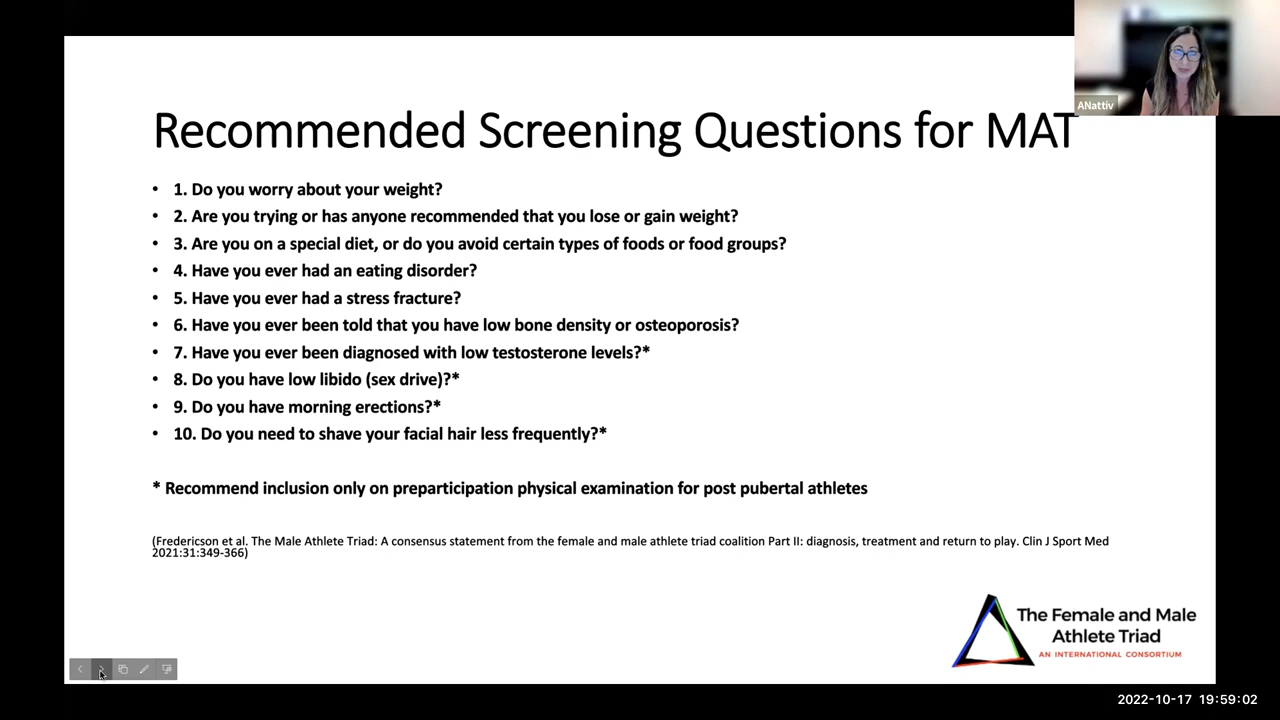 ANattiv
Recommended Screening Questions for MAT
• 1. Do you worry about your weight?
• 2. Are you trying or has anyone recommended that you lose or gain weight?
• 3. Are you on a special diet, or do you avoid certain types of foods or food groups?
• 4. Have you ever had an eating disorder?
• 5. Have you ever had a stress fracture?
• 6. Have you ever been told that you have low bone density or osteoporosis?
• 7. Have you ever been diagnosed with low testosterone levels?*
• 8. Do you have low libido (sex drive)?*
• 9. Do you have morning erections?*
• 10. Do you need to shave your facial hair less frequently?*
* Recommend inclusion only on preparticipation physical examination for post pubertal athletes
(Fredericson et al. The Male Athlete Triad: A consensus statement from the female and male athlete triad coalition Part II: diagnosis, treatment and return to play. Clin J Sport Med
2021:31:349-366)
The Female and Male
Athlete Triad
AN INTERNATIONAL CONSORTIUM
2022-10-17 19:59:02